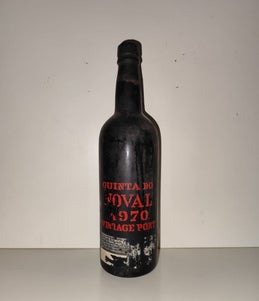 QUINTA DO
NOVAL
1970
VINTAGE PORT